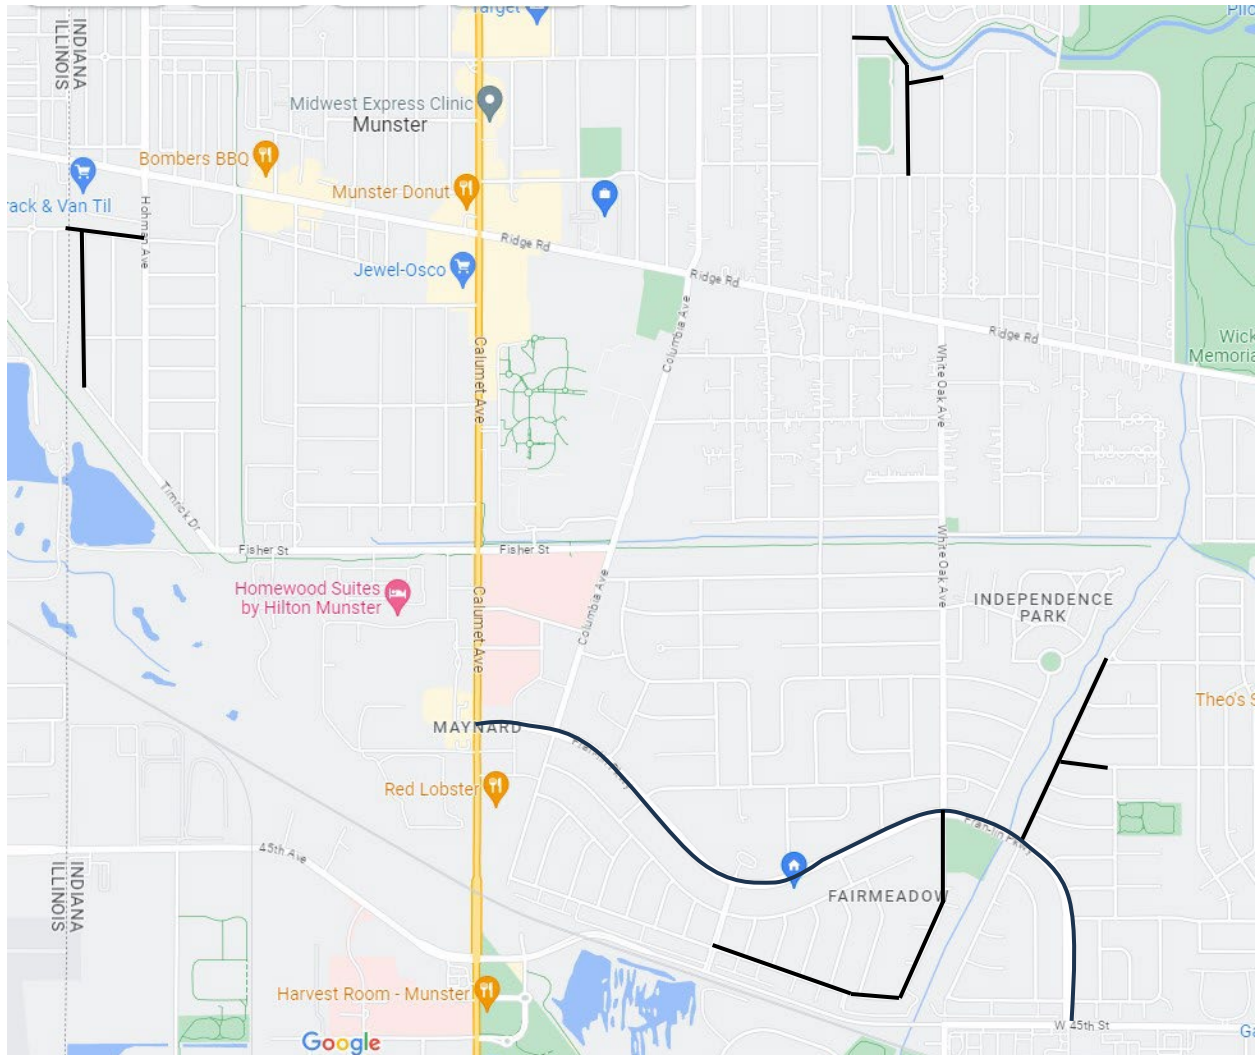 Target
Pilc
INDIANA
ILLINOIS
Midwest Express Clinic
Munster
Bombers BBQ
Munster Donut
rack & Van Til
Hohman Ave
Ridge Rd
Jewel-Osco
Ridge Rd
Columbia Ave
Ridge Rd
Wick
Memoria
Calumet Ave
White Oak Ave
Timrick Dr
Fisher St
Fisher St
White Oak Ave
Homewood Suites
by Hilton Munster
Calumet Ave
Columbia Ave
INDEPENDENCE
PARK
Theo's S
MAYNARD
Red Lobster
45th Ave
INDIANA
ILLINOIS
FAIRMEADOW
Harvest Room - Munster
Google
W 45th St
Ga